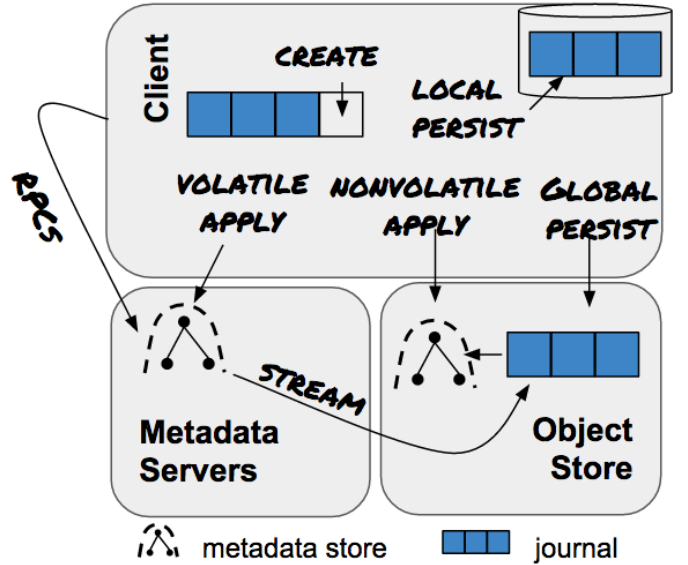 Client
CREATE
LOCAL
PERSIST
RPCS
VOLATILE
APPLY
NONVOLATILE
APPLY
GLOBAL
PERSIST
STREAM
Metadata
Servers
Object
Store
metadata store
journal